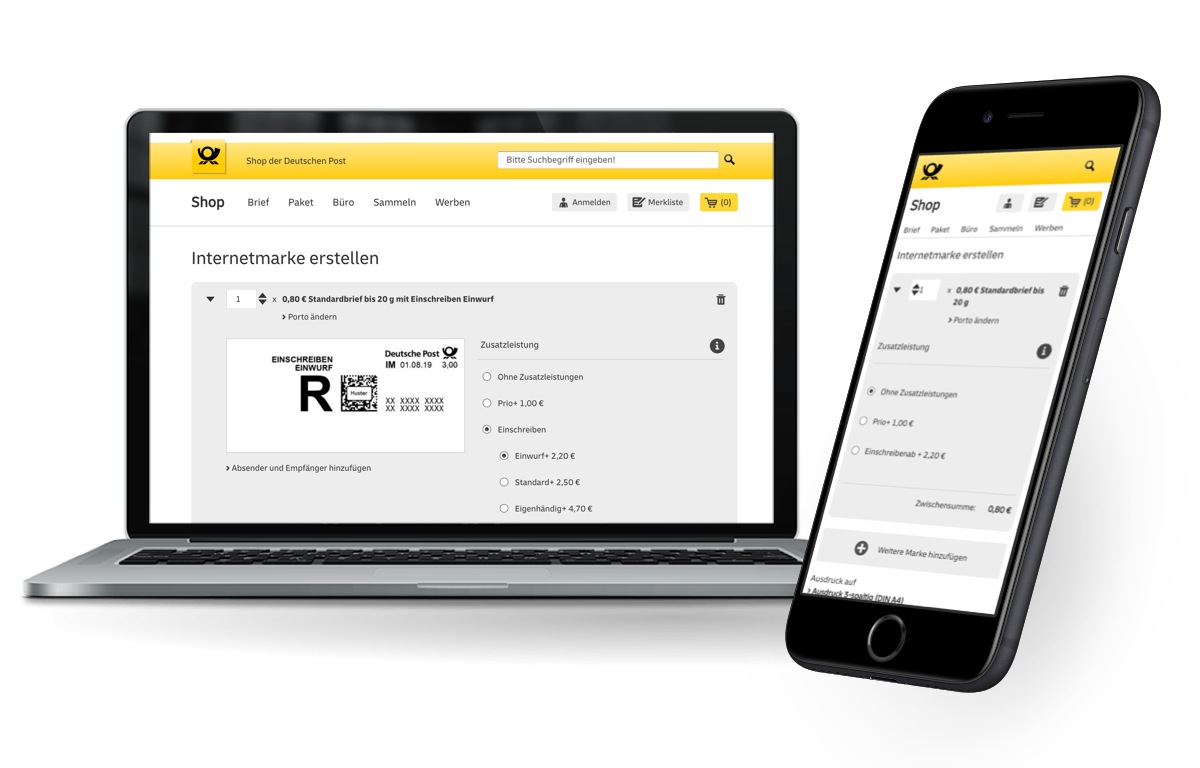 Shop der Deutschen Post
Bitte Suchbegriff eingeben!
Shop Brief Paket Büro Sammeln Werben Anmelden Merkliste (0)
Internetmarke erstellen
1 x 0,80 € Standardbrief bis 20 g mit Einschreiben Einwurf
> Porto ändern
EINSCHREIBEN
EINWURF
R
Deutsche Post
IM 01.08.19 3,00
Muster
XX XXXX XXXX
XX XXXX XXXX
> Absender und Empfänger hinzufügen
Zusatzleistung
Ohne Zusatzleistungen
Prio+ 1,00 €
Einschreiben
Einwurf+ 2,20 €
Standard+ 2,50 €
Eigenhändig+ 4,70 €
Shop (0)
Brief Paket Büro Sammeln Werben
Internetmarke erstellen
1 x 0,80 € Standardbrief bis
20 g
> Porto ändern
Zusatzleistung
Ohne Zusatzleistungen
Prio+ 1,00 €
Einschreibenab + 2,20 €
Zwischensumme: 0,80 €
Weitere Marke hinzufügen
Ausdruck auf
> Ausdruck 3-spaltig (DIN A4)